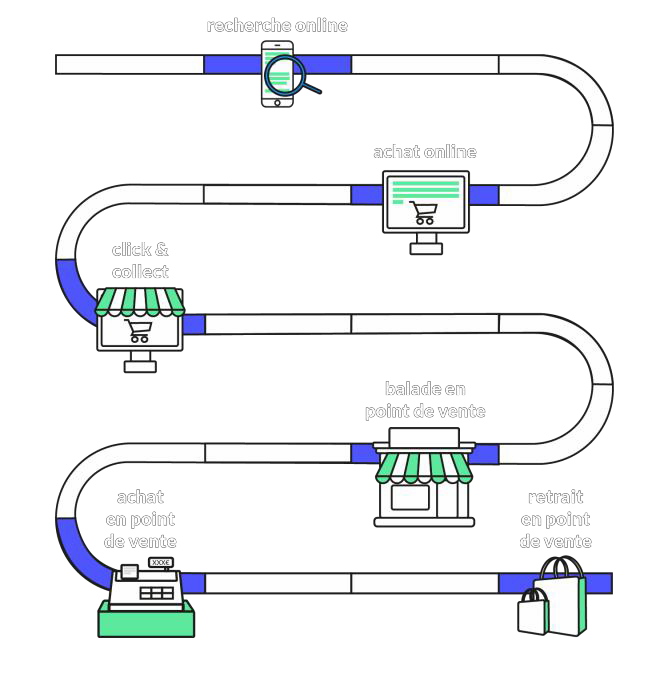 recherche online
achat online
click &
collect
balade en
point de vente
achat
en point
de vente
retrait
en point
de vente
XXX€